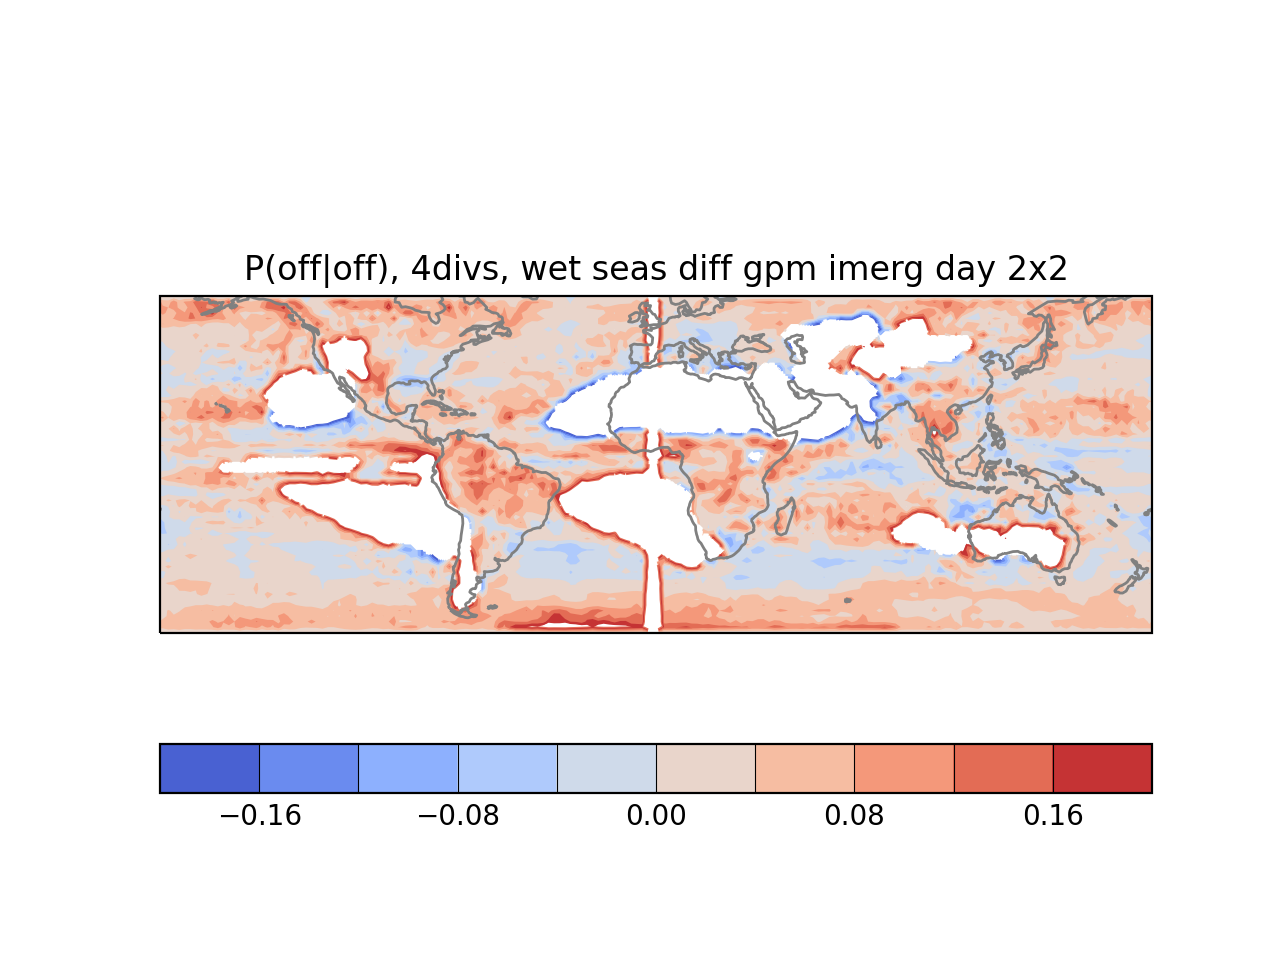 P(off|off), 4divs, wet seas diff gpm imerg day 2x2
−0.16 −0.08 0.00 0.08 0.16